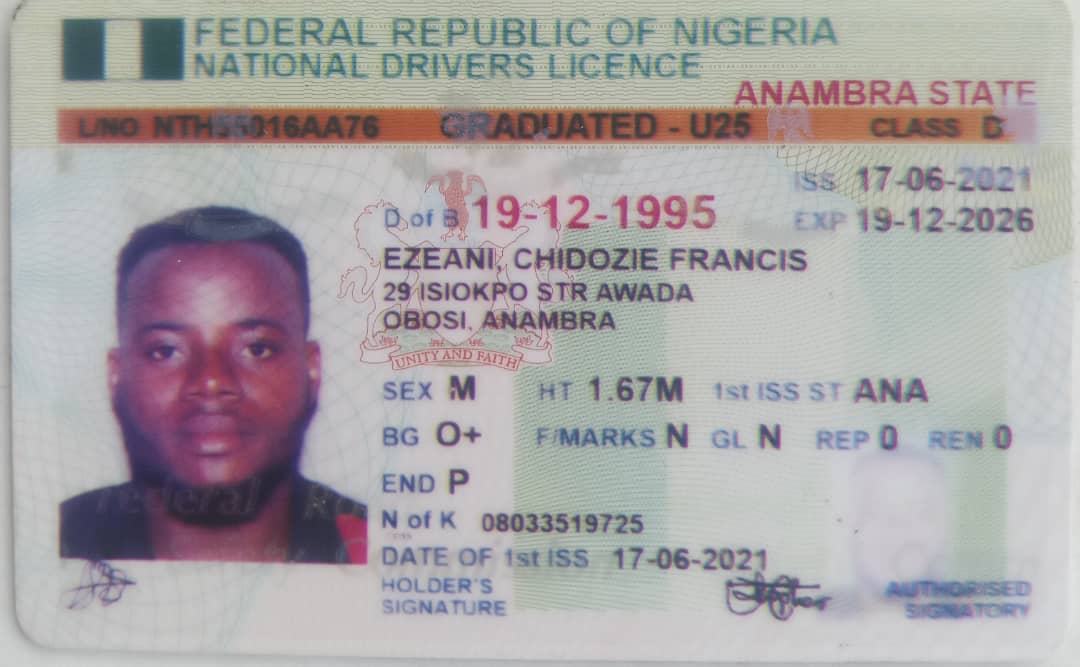 FEDERAL REPUBLIC OF NIGERIA
NATIONAL DRIVERS LICENCE
ANAMBRA STATE
L/NO GRADUATED - U25 CLASS
ISS 17-06-2021
D of B 19-12-1995 EXP 19-12-2026
EZEANI, CHIDOZIE FRANCIS
29 ISIOKPO STR AWADA
OBOSI, ANAMBRA
UNITY AND FAITH
SEX M HT 1.67M 1st ISS ST ANA
BG O+ F/MARKS N GL N REP 0 REN 0
END P
Federal
N of K 08033519725
DATE OF 1st ISS 17-06-2021
HOLDER'S
SIGNATURE
AUTHORISED
SIGNATORY